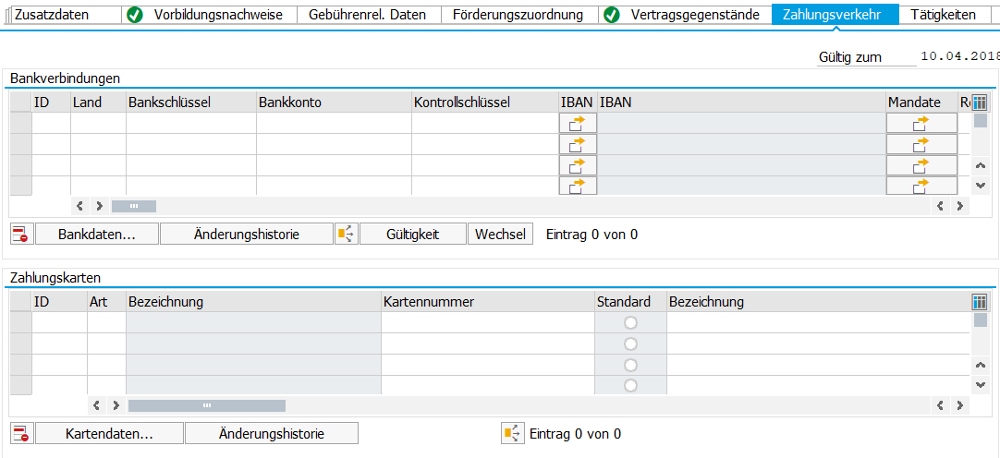 Zusatzdaten Vorbildungsnachweise Gebührenrel. Daten Förderungszuordnung Vertragsgegenstände Zahlungsverkehr Tätigkeiten
Gültig zum 10.04.2018
Bankverbindungen
ID Land Bankschlüssel Bankkonto Kontrollschlüssel IBAN IBAN Mandate
Bankdaten... Änderungshistorie Gültigkeit Wechsel Eintrag 0 von 0
Zahlungskarten
ID Art Bezeichnung Kartennummer Standard Bezeichnung
Kartendaten... Änderungshistorie Eintrag 0 von 0